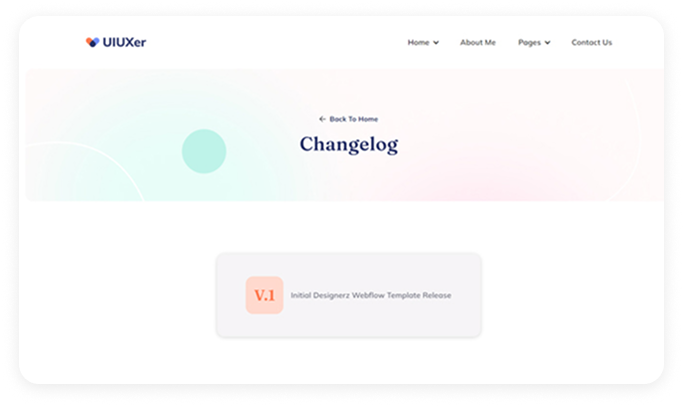 UIUXer
Home About Me Pages Contact Us
← Back To Home
Changelog
V.1 Initial Designerz Webflow Template Release